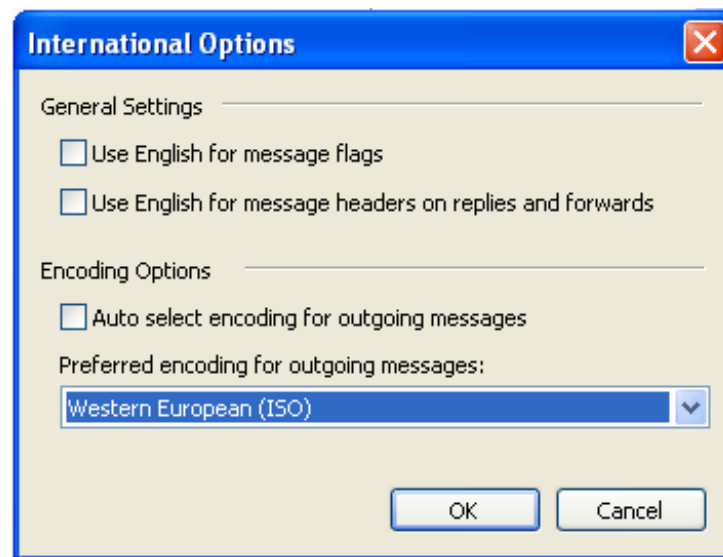 International Options
General Settings
Use English for message flags
Use English for message headers on replies and forwards
Encoding Options
Auto select encoding for outgoing messages
Preferred encoding for outgoing messages:
Western European (ISO)
OK
Cancel